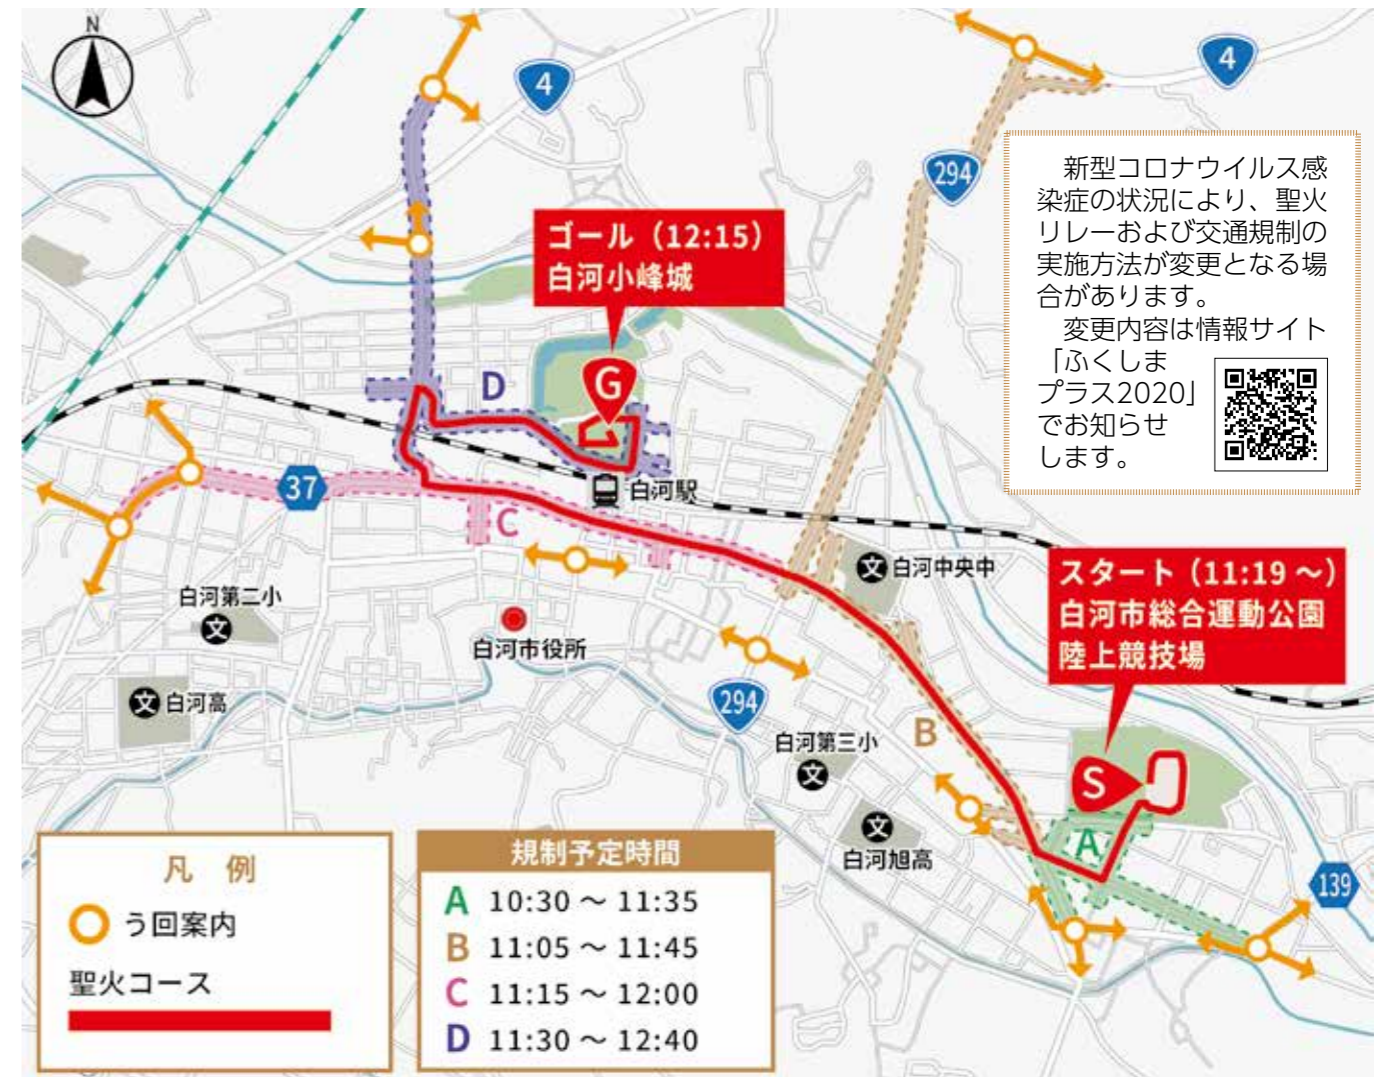 N
4
4
294
新型コロナウイルス感
染症の状況により、聖火
リレーおよび交通規制の
実施方法が変更となる場
合があります。
変更内容は情報サイト
「ふくしま
プラス2020」
でお知らせ
します。
ゴール（12:15）
白河小峰城
G
D
37
白河駅
C
白河中央中
文
スタート（11:19～）
白河市総合運動公園
陸上競技場
白河第二小
文
白河市役所
文
白河高
294
白河第三小
文
B
S
文
白河旭高
A
139
凡 例
う回案内
聖火コース
規制予定時間
A 10:30～11:35
B 11:05～11:45
C 11:15～12:00
D 11:30～12:40